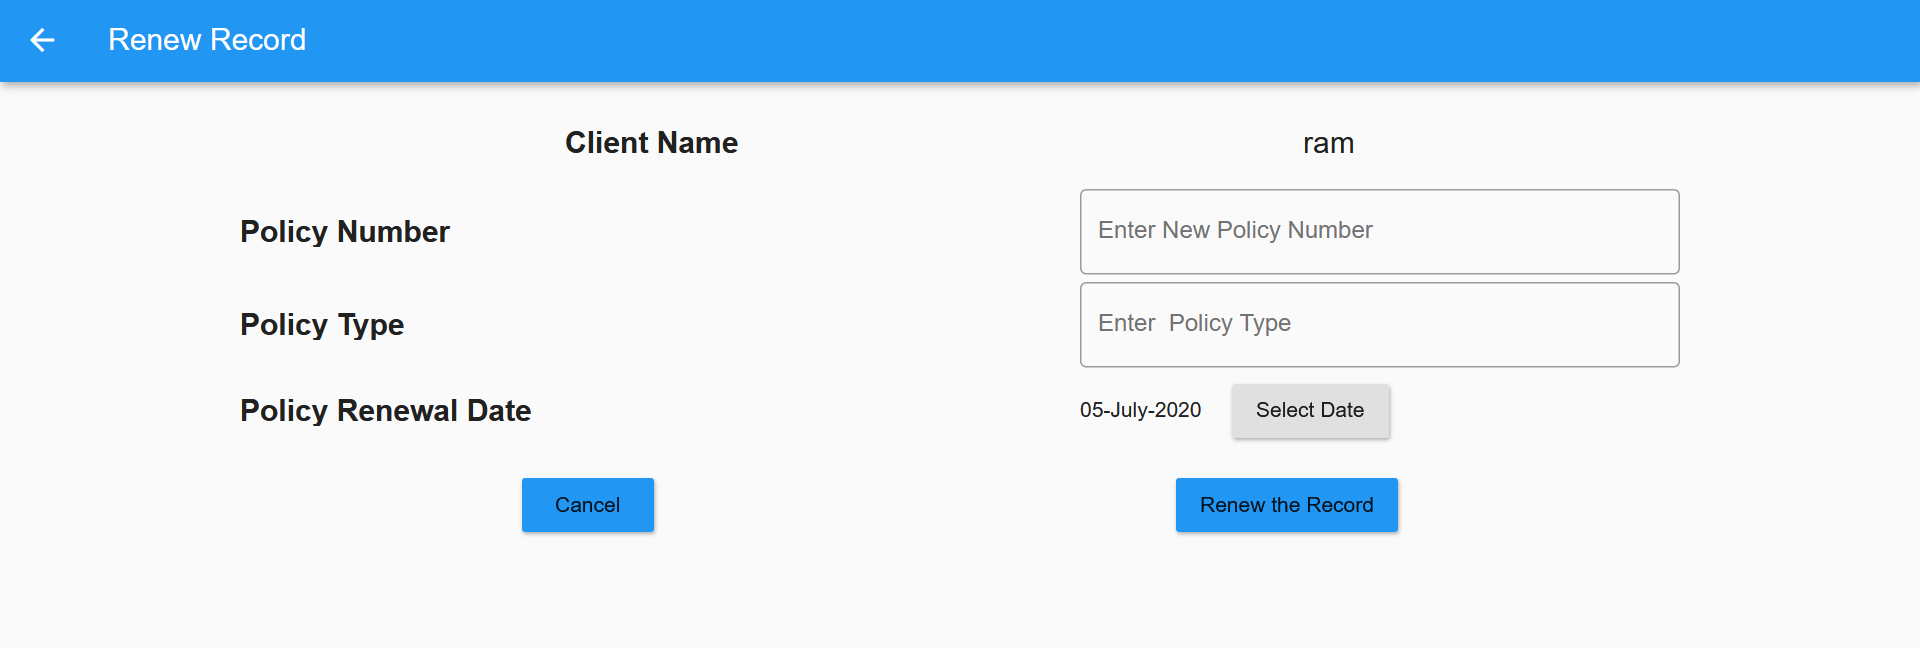 Renew Record
Client Name ram
Policy Number Enter New Policy Number
Policy Type Enter  Policy Type
Policy Renewal Date 05-July-2020 Select Date
Cancel Renew the Record